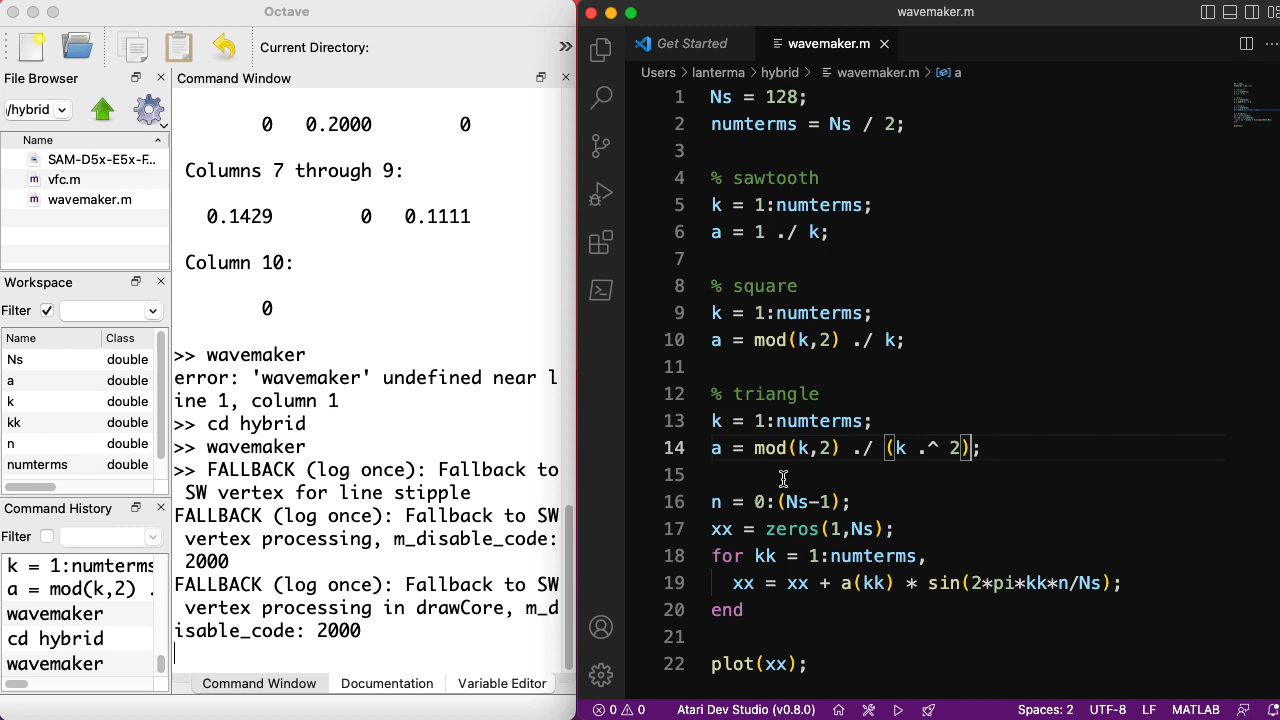 Octave
Current Directory:
»
File Browser
/hybrid
Name
SAM-D5x-E5x-F...
vfc.m
wavemaker.m
Workspace
Filter
Name Class
Ns double
a double
k double
kk double
n double
numterms double
Command History
Filter
k = 1:numterms
a = mod(k,2) .
wavemaker
cd hybrid
wavemaker
Command Window
0 0.2000 0
Columns 7 through 9:
0.1429 0 0.1111
Column 10:
0
>> wavemaker
error: 'wavemaker' undefined near l
ine 1, column 1
>> cd hybrid
>> wavemaker
>> FALLBACK (log once): Fallback to
SW vertex for line stipple
FALLBACK (log once): Fallback to SW
vertex processing, m_disable_code:
2000
FALLBACK (log once): Fallback to SW
vertex processing in drawCore, m_d
isable_code: 2000
Command Window Documentation Variable Editor
wavemaker.m
Get Started
wavemaker.m
Users > lanterma > hybrid > wavemaker.m > a
1 Ns = 128;
2 numterms = Ns / 2;
3
4 % sawtooth
5 k = 1:numterms;
6 a = 1 ./ k;
7
8 % square
9 k = 1:numterms;
10 a = mod(k,2) ./ k;
11
12 % triangle
13 k = 1:numterms;
14 a = mod(k,2) ./ (k .^ 2);
15
16 n = 0:(Ns-1);
17 xx = zeros(1,Ns);
18 for kk = 1:numterms,
19 xx = xx + a(kk) * sin(2*pi*kk*n/Ns);
20 end
21
22 plot(xx);
0 0 Atari Dev Studio (v0.8.0) Spaces: 2 UTF-8 LF MATLAB